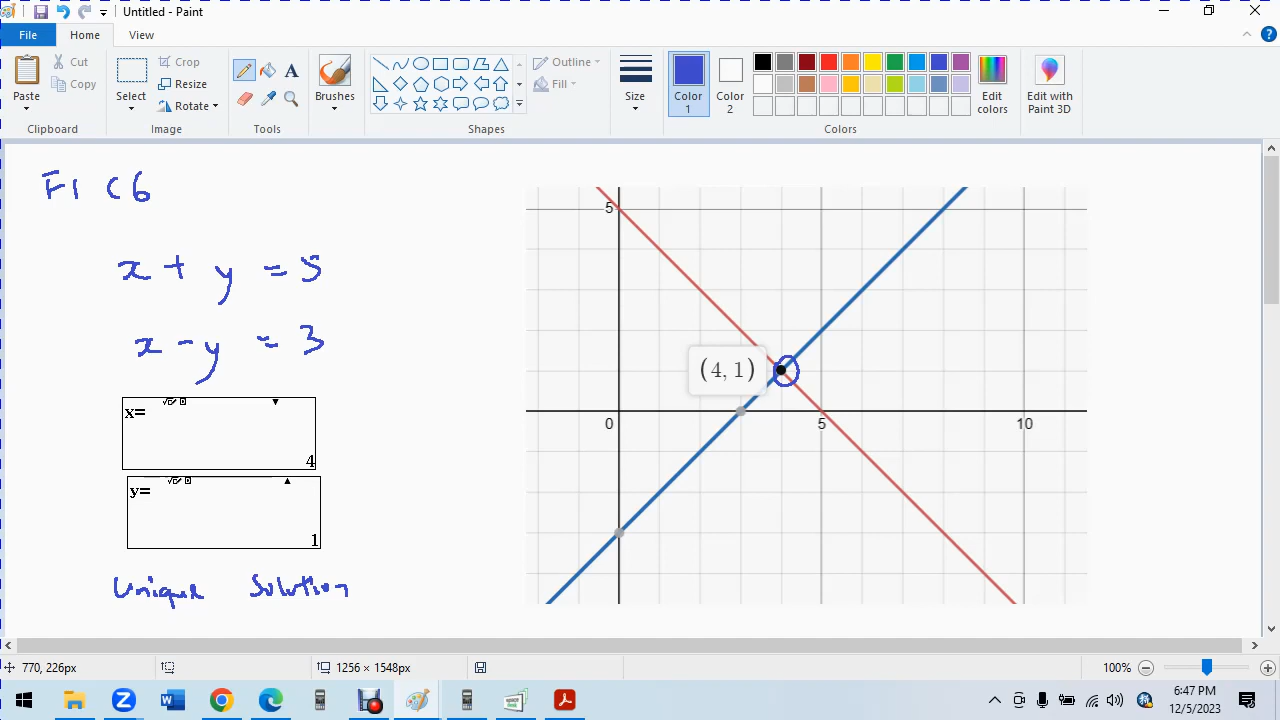 Untitled - Paint
File Home View
Paste
Cut
Copy
Clipboard
Select
Crop
Resize
Rotate
Image
A
Tools
Brushes
Outline
Fill
Shapes
Size
Color 1
Color 2
Edit colors
Colors
Edit with Paint 3D
F1 C6
x + y = 5
x - y = 3
x=
4
y=
1
Unique Solution
5
(4, 1)
0 5 10
770, 226px
1256 × 1548px
100%
6:47 PM
12/5/2023